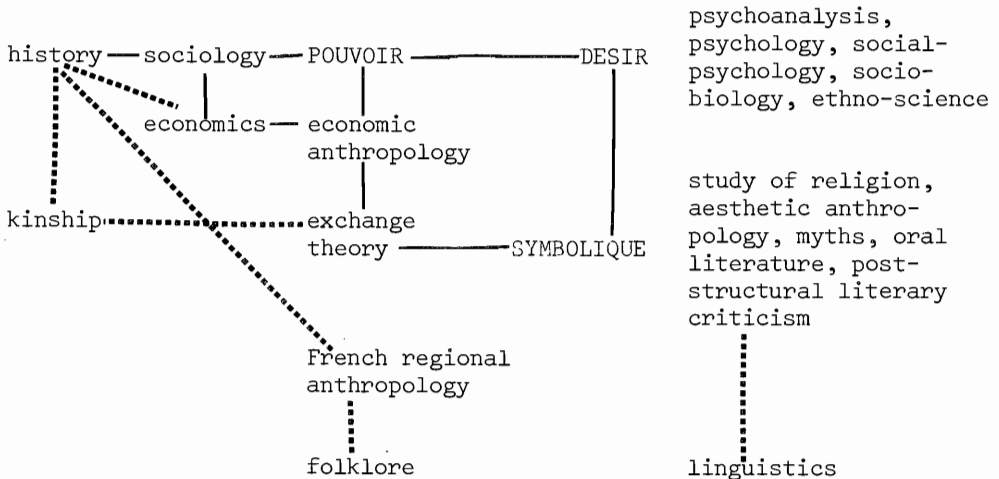 psychoanalysis,
psychology, social-
psychology, socio-
biology, ethno-science
history sociology POUVOIR DESIR
economics economic
anthropology
study of religion,
aesthetic anthro-
pology, myths, oral
literature, post-
structural literary
criticism
kinship exchange
theory SYMBOLIQUE
French regional
anthropology
folklore linguistics